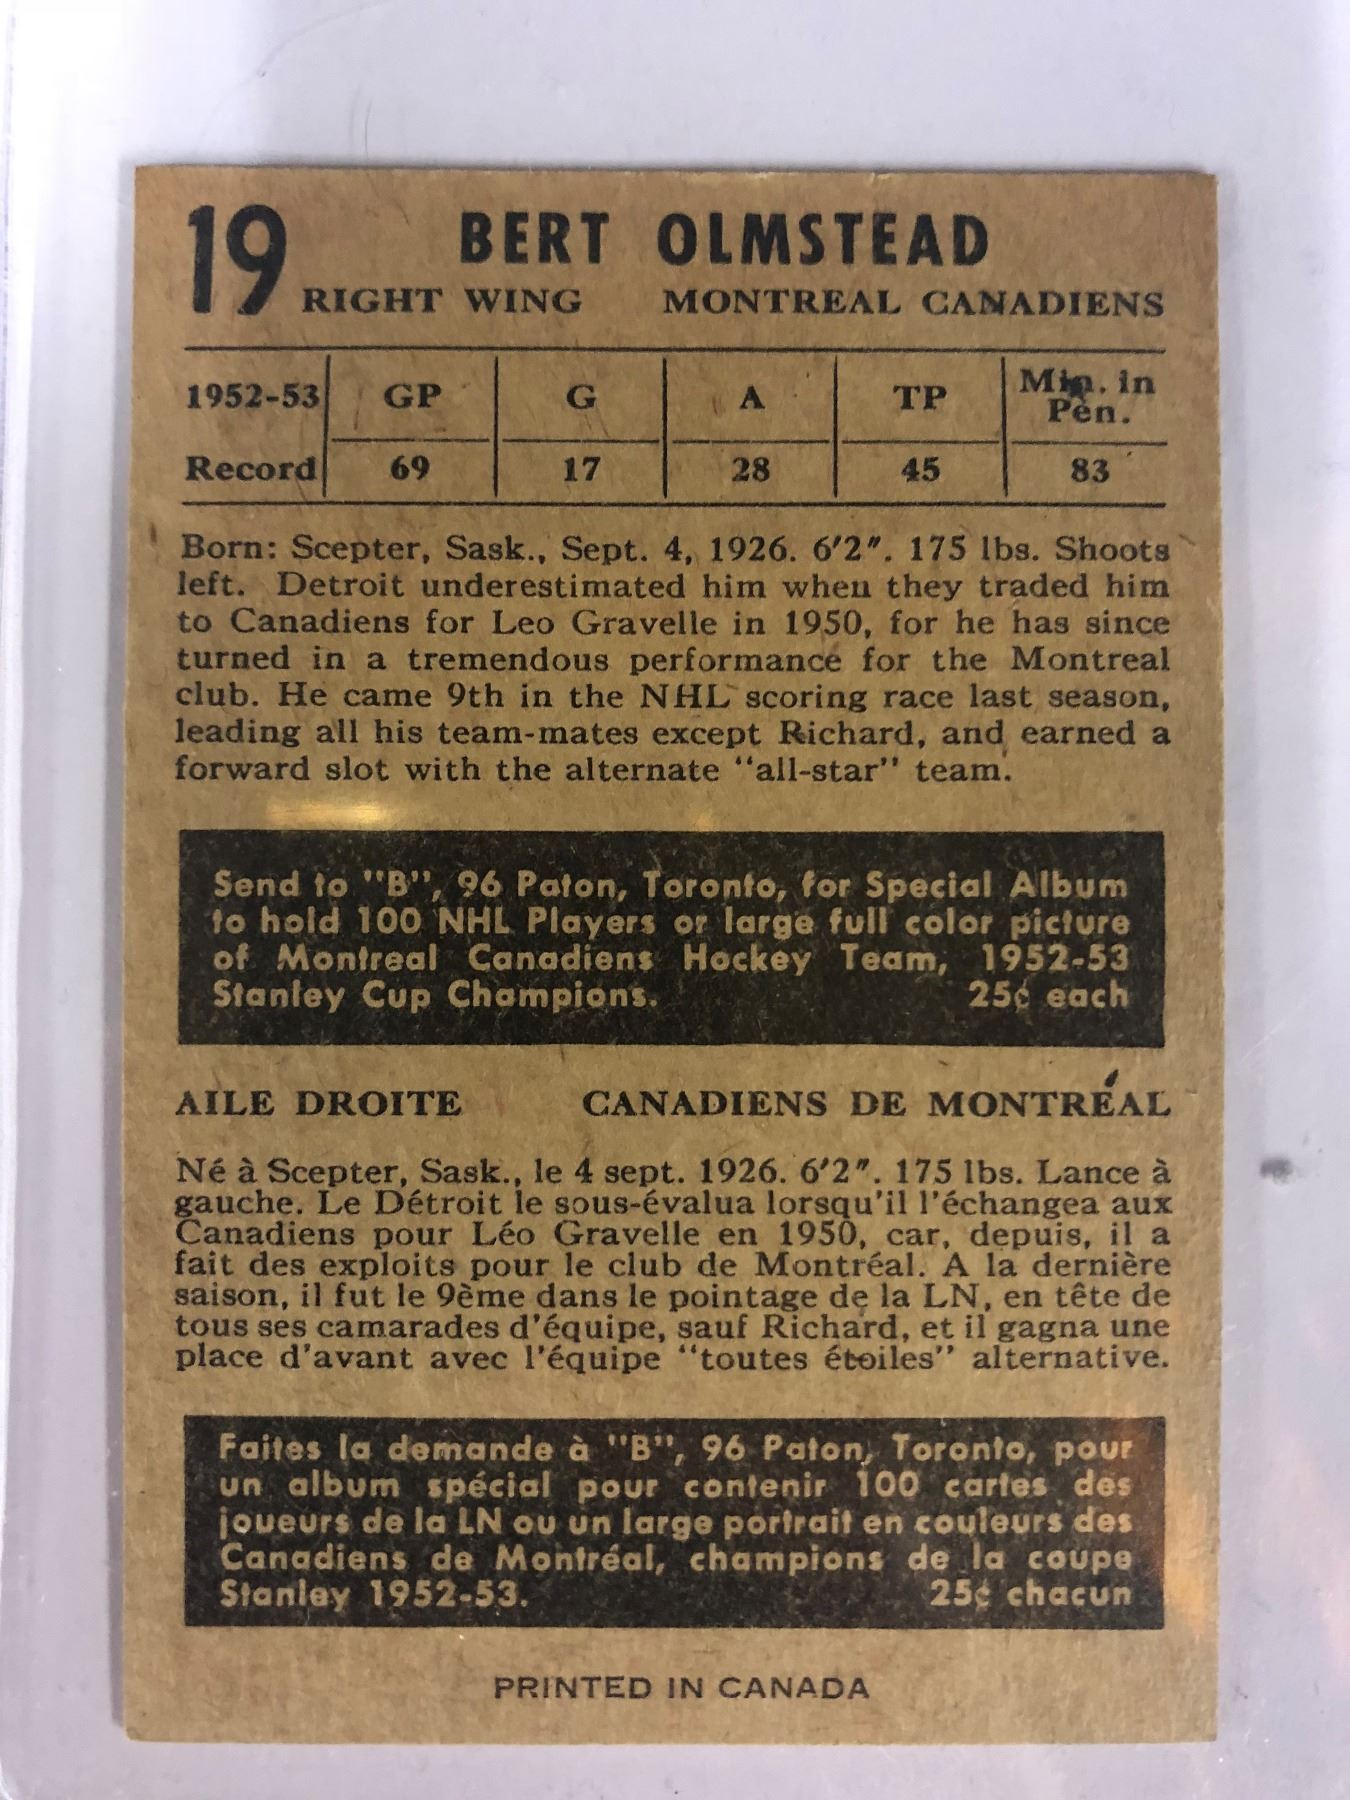 19 BERT OLMSTEAD
RIGHT WING MONTREAL CANADIENS
1952-53 GP G A TP Min. in Pen.
Record 69 17 28 45 83
Born: Scepter, Sask., Sept. 4, 1926. 6′2″. 175 lbs. Shoots
left. Detroit underestimated him when they traded him
to Canadiens for Leo Gravelle in 1950, for he has since
turned in a tremendous performance for the Montreal
club. He came 9th in the NHL scoring race last season,
leading all his team-mates except Richard, and earned a
forward slot with the alternate "all-star" team.
Send to "B", 96 Paton, Toronto, for Special Album
to hold 100 NHL Players or large full color picture
of Montreal Canadiens Hockey Team, 1952-53
Stanley Cup Champions. 25¢ each
AILE DROITE CANADIENS DE MONTRÉAL
Né à Scepter, Sask., le 4 sept. 1926. 6′2″. 175 lbs. Lance à
gauche. Le Détroit le sous-évalua lorsqu'il l'échangea aux
Canadiens pour Léo Gravelle en 1950, car, depuis, il a
fait des exploits pour le club de Montréal. A la dernière
saison, il fut le 9ème dans le pointage de la LN, en tête de
tous ses camarades d'équipe, sauf Richard, et il gagna une
place d'avant avec l'équipe "toutes étoiles" alternative.
Faites la demande à "B", 96 Paton, Toronto, pour
un album spécial pour contenir 100 cartes des
joueurs de la LN ou un large portrait en couleurs des
Canadiens de Montréal, champions de la coupe
Stanley 1952-53. 25¢ chacun
PRINTED IN CANADA